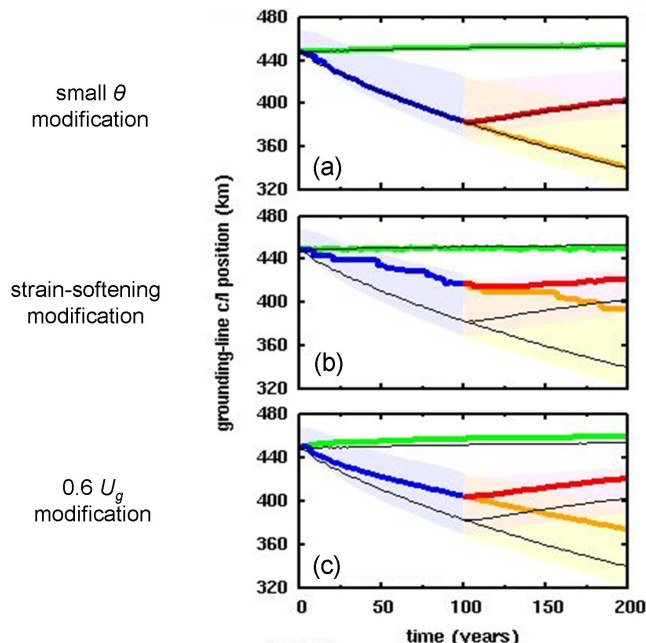 small θ
modification
strain-softening
modification
0.6 U_g
modification
grounding-line c/l position (km)
480
440
400
360
320
(a)
480
440
400
360
320
(b)
480
440
400
360
320
(c)
0 50 100 150 200
time (years)